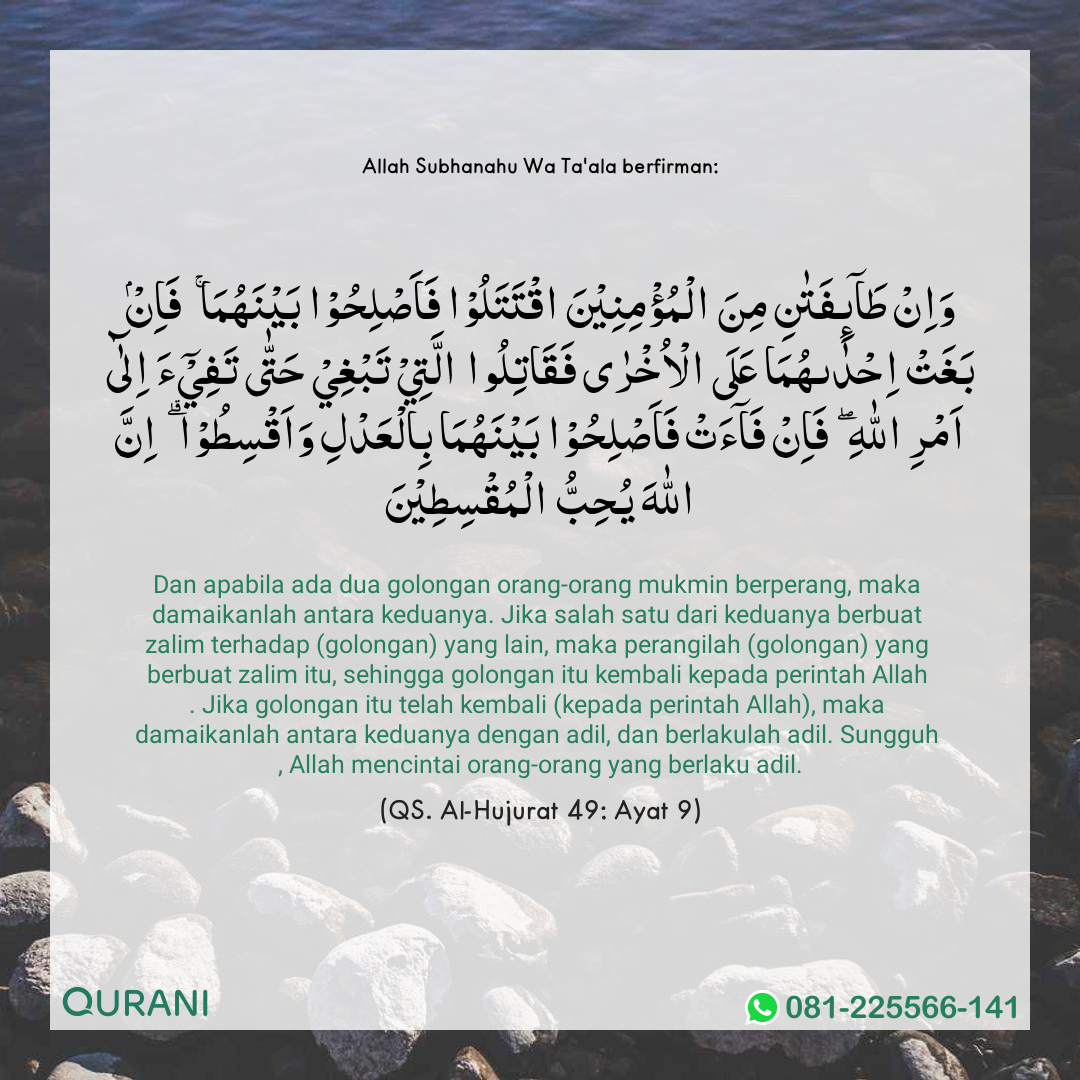 Allah Subhanahu Wa Ta'ala berfirman:
وَاِنْ طَآىِٕفَتٰنِ مِنَ الْمُؤْمِنِيْنَ اقْتَتَلُوْا فَاَصْلِحُوْا بَيْنَهُمَاۚ فَاِنْۢ
بَغَتْ اِحْدٰىهُمَا عَلَى الْاُخْرٰى فَقَاتِلُوا الَّتِيْ تَبْغِيْ حَتّٰى تَفِيْۤءَ اِلٰٓى
اَمْرِ اللّٰهِۖ فَاِنْ فَاۤءَتْ فَاَصْلِحُوْا بَيْنَهُمَا بِالْعَدْلِ وَاَقْسِطُوْاۗ اِنَّ
اللّٰهَ يُحِبُّ الْمُقْسِطِيْنَ
Dan apabila ada dua golongan orang-orang mukmin berperang, maka
damaikanlah antara keduanya. Jika salah satu dari keduanya berbuat
zalim terhadap (golongan) yang lain, maka perangilah (golongan) yang
berbuat zalim itu, sehingga golongan itu kembali kepada perintah Allah
. Jika golongan itu telah kembali (kepada perintah Allah), maka
damaikanlah antara keduanya dengan adil, dan berlakulah adil. Sungguh
, Allah mencintai orang-orang yang berlaku adil.
(QS. Al-Hujurat 49: Ayat 9)
QURANI
081-225566-141